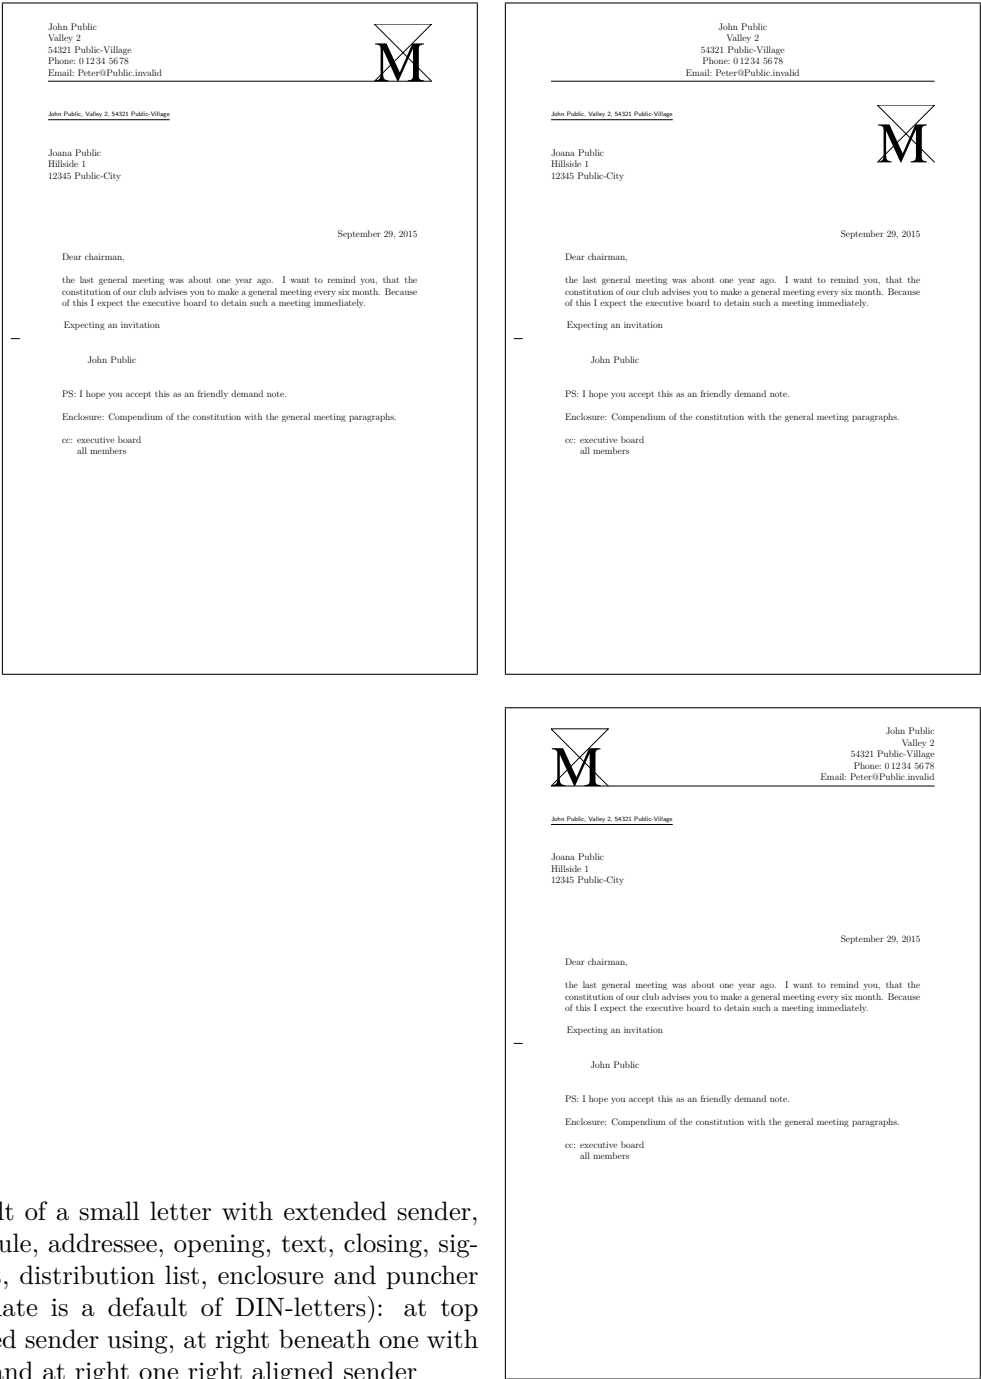 John Public
Valley 2
54321 Public-Village
Phone: 0 12 34 56 78
Email: Peter@Public.invalid
M
John Public, Valley 2, 54321 Public-Village
Joana Public
Hillside 1
12345 Public-City
September 29, 2015
Dear chairman,
the last general meeting was about one year ago. I want to remind you, that the
constitution of our club advises you to make a general meeting every six month. Because
of this I expect the executive board to detain such a meeting immediately.
Expecting an invitation
John Public
PS: I hope you accept this as an friendly demand note.
Enclosure: Compendium of the constitution with the general meeting paragraphs.
cc: executive board
all members
John Public
Valley 2
54321 Public-Village
Phone: 0 12 34 56 78
Email: Peter@Public.invalid
John Public, Valley 2, 54321 Public-Village
M
Joana Public
Hillside 1
12345 Public-City
September 29, 2015
Dear chairman,
the last general meeting was about one year ago. I want to remind you, that the
constitution of our club advises you to make a general meeting every six month. Because
of this I expect the executive board to detain such a meeting immediately.
Expecting an invitation
John Public
PS: I hope you accept this as an friendly demand note.
Enclosure: Compendium of the constitution with the general meeting paragraphs.
cc: executive board
all members
M
John Public
Valley 2
54321 Public-Village
Phone: 0 12 34 56 78
Email: Peter@Public.invalid
John Public, Valley 2, 54321 Public-Village
Joana Public
Hillside 1
12345 Public-City
September 29, 2015
Dear chairman,
the last general meeting was about one year ago. I want to remind you, that the
constitution of our club advises you to make a general meeting every six month. Because
of this I expect the executive board to detain such a meeting immediately.
Expecting an invitation
John Public
PS: I hope you accept this as an friendly demand note.
Enclosure: Compendium of the constitution with the general meeting paragraphs.
cc: executive board
all members
of a small letter with extended sender,
addressee, opening, text, closing, sig-
distribution list, enclosure and puncher
is a default of DIN-letters): at top
sender using, at right beneath one with
and at right one right aligned sender